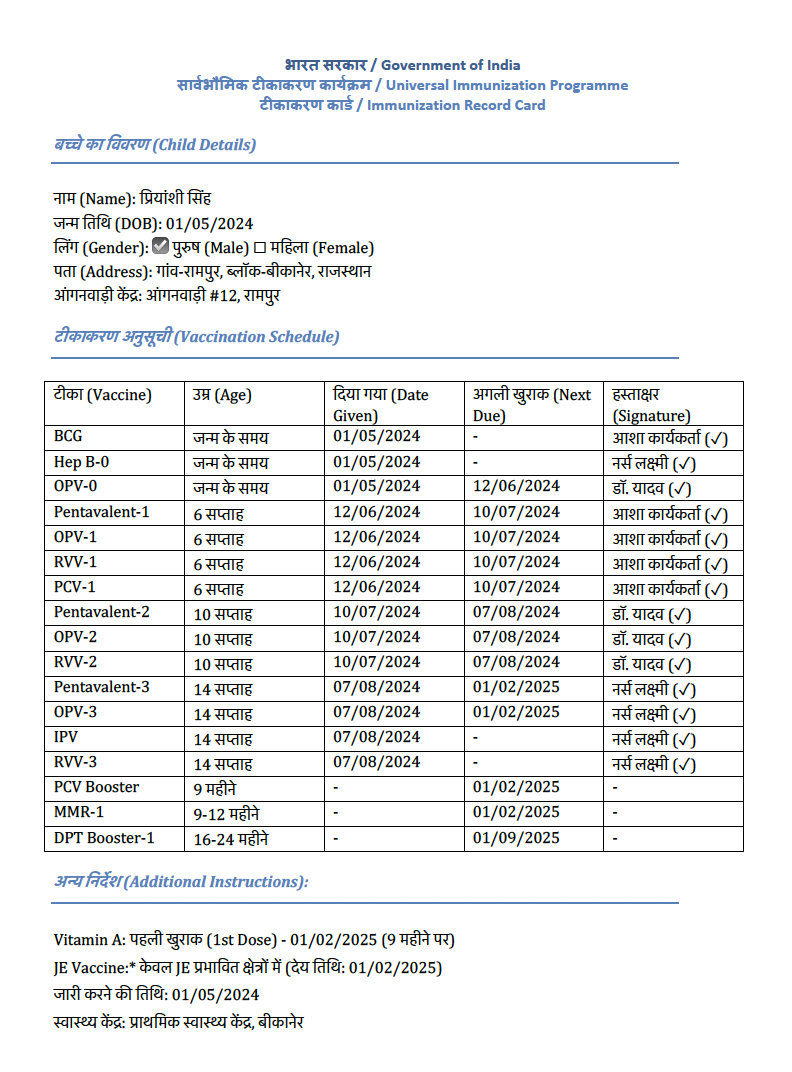 भारत सरकार / Government of India
सार्वभौमिक टीकाकरण कार्यक्रम / Universal Immunization Programme
टीकाकरण कार्ड / Immunization Record Card
बच्चे का विवरण (Child Details)
नाम (Name): प्रियांशी सिंह
जन्म तिथि (DOB): 01/05/2024
लिंग (Gender): ☑ पुरुष (Male) ☐ महिला (Female)
पता (Address): गांव-रामपुर, ब्लॉक-बीकानेर, राजस्थान
आंगनवाड़ी केंद्र: आंगनवाड़ी #12, रामपुर
टीकाकरण अनुसूची (Vaccination Schedule)
टीका (Vaccine) उम्र (Age) दिया गया (Date Given) अगली खुराक (Next Due) हस्ताक्षर (Signature)
BCG जन्म के समय 01/05/2024 - आशा कार्यकर्ता (✓)
Hep B-0 जन्म के समय 01/05/2024 - नर्स लक्ष्मी (✓)
OPV-0 जन्म के समय 01/05/2024 12/06/2024 डॉ. यादव (✓)
Pentavalent-1 6 सप्ताह 12/06/2024 10/07/2024 आशा कार्यकर्ता (✓)
OPV-1 6 सप्ताह 12/06/2024 10/07/2024 आशा कार्यकर्ता (✓)
RVV-1 6 सप्ताह 12/06/2024 10/07/2024 आशा कार्यकर्ता (✓)
PCV-1 6 सप्ताह 12/06/2024 10/07/2024 आशा कार्यकर्ता (✓)
Pentavalent-2 10 सप्ताह 10/07/2024 07/08/2024 डॉ. यादव (✓)
OPV-2 10 सप्ताह 10/07/2024 07/08/2024 डॉ. यादव (✓)
RVV-2 10 सप्ताह 10/07/2024 07/08/2024 डॉ. यादव (✓)
Pentavalent-3 14 सप्ताह 07/08/2024 01/02/2025 नर्स लक्ष्मी (✓)
OPV-3 14 सप्ताह 07/08/2024 01/02/2025 नर्स लक्ष्मी (✓)
IPV 14 सप्ताह 07/08/2024 - नर्स लक्ष्मी (✓)
RVV-3 14 सप्ताह 07/08/2024 - नर्स लक्ष्मी (✓)
PCV Booster 9 महीने - 01/02/2025 -
MMR-1 9-12 महीने - 01/02/2025 -
DPT Booster-1 16-24 महीने - 01/09/2025 -
अन्य निर्देश (Additional Instructions):
Vitamin A: पहली खुराक (1st Dose) - 01/02/2025 (9 महीने पर)
JE Vaccine:* केवल JE प्रभावित क्षेत्रों में (देय तिथि: 01/02/2025)
जारी करने की तिथि: 01/05/2024
स्वास्थ्य केंद्र: प्राथमिक स्वास्थ्य केंद्र, बीकानेर